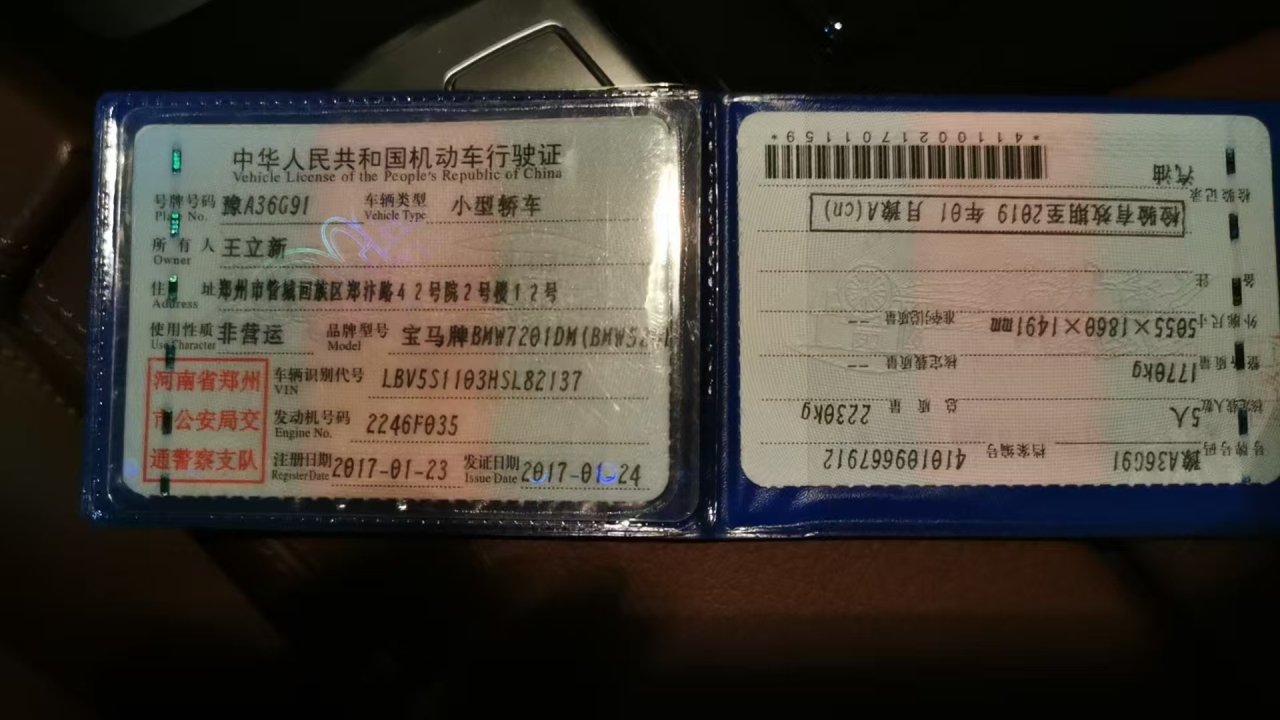 中华人民共和国机动车行驶证
Vehicle License of the People's Republic of China
号牌号码 豫A36G91 车辆类型 小型轿车
Plate No. Vehicle Type
所有人 王立新
Owner
住址 郑州市管城回族区郑汴路42号院2号楼12号
Address
使用性质 非营运 品牌型号 宝马牌BMW7201DM(BMW52
Use Character Model
河南省郑州
市公安局交
通警察支队
车辆识别代号 LBV5S1103HSL82137
VIN
发动机号码 2246F035
Engine No.
注册日期 2017-01-23 发证日期 2017-01-24
Register Date Issue Date
号牌号码 豫A36G91 档案编号 410109667912
核定载人数 5人 总质量 2230kg
整备质量 1770kg 核定载质量 --
外廓尺寸 5055×1860×1491mm 准牵引总质量 --
备注
检验有效期至2019年01月豫A(cn)
检验记录
汽油
*4110021701159*